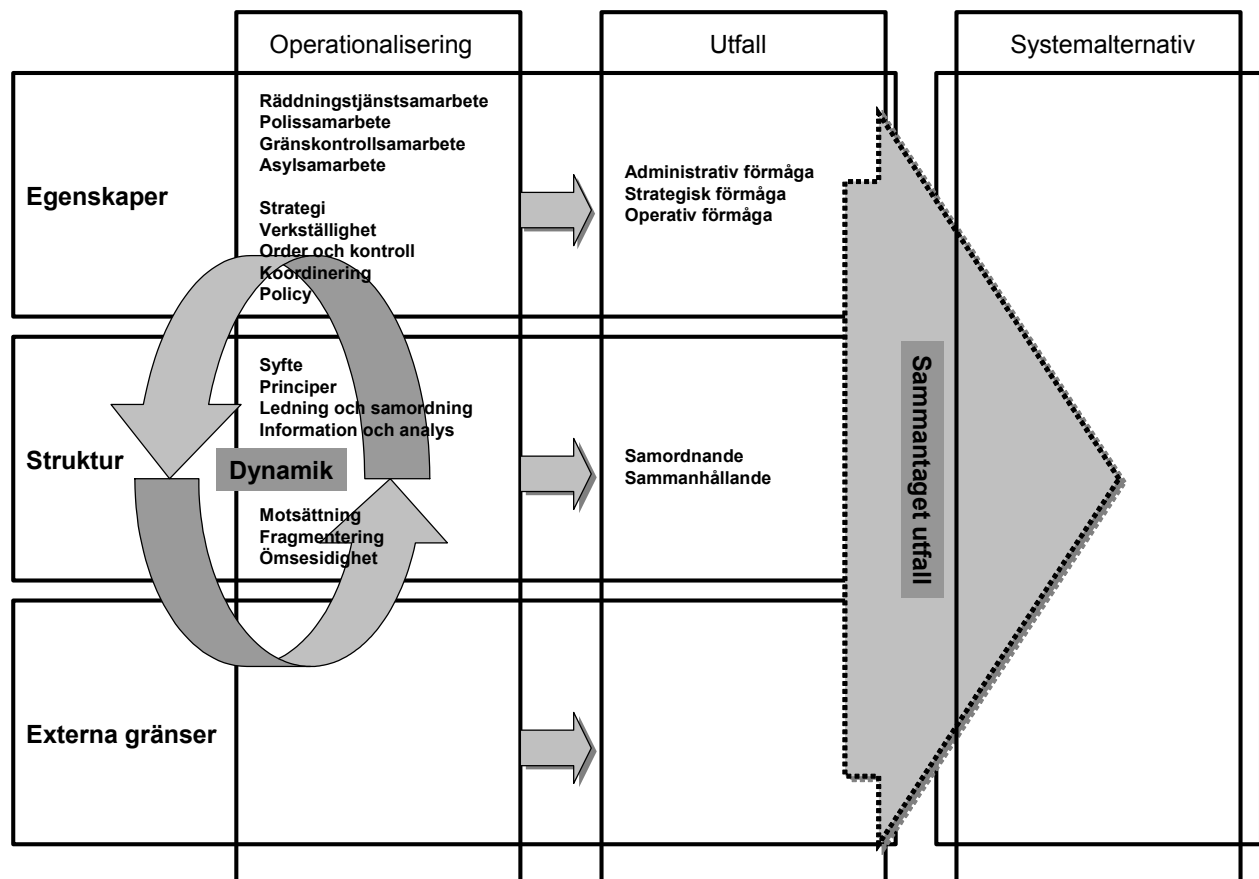 Operationalisering
Utfall
Systemalternativ
Egenskaper
Räddningstjänstsamarbete
Polissamarbete
Gränskontrollsamarbete
Asylsamarbete
Strategi
Verkställighet
Order och kontroll
Koordinering
Policy
Administrativ förmåga
Strategisk förmåga
Operativ förmåga
Struktur
Syfte
Principer
Ledning och samordning
Information och analys
Dynamik
Motsättning
Fragmentering
Ömsesidighet
Samordnande
Sammanhållande
Sammantaget utfall
Externa gränser